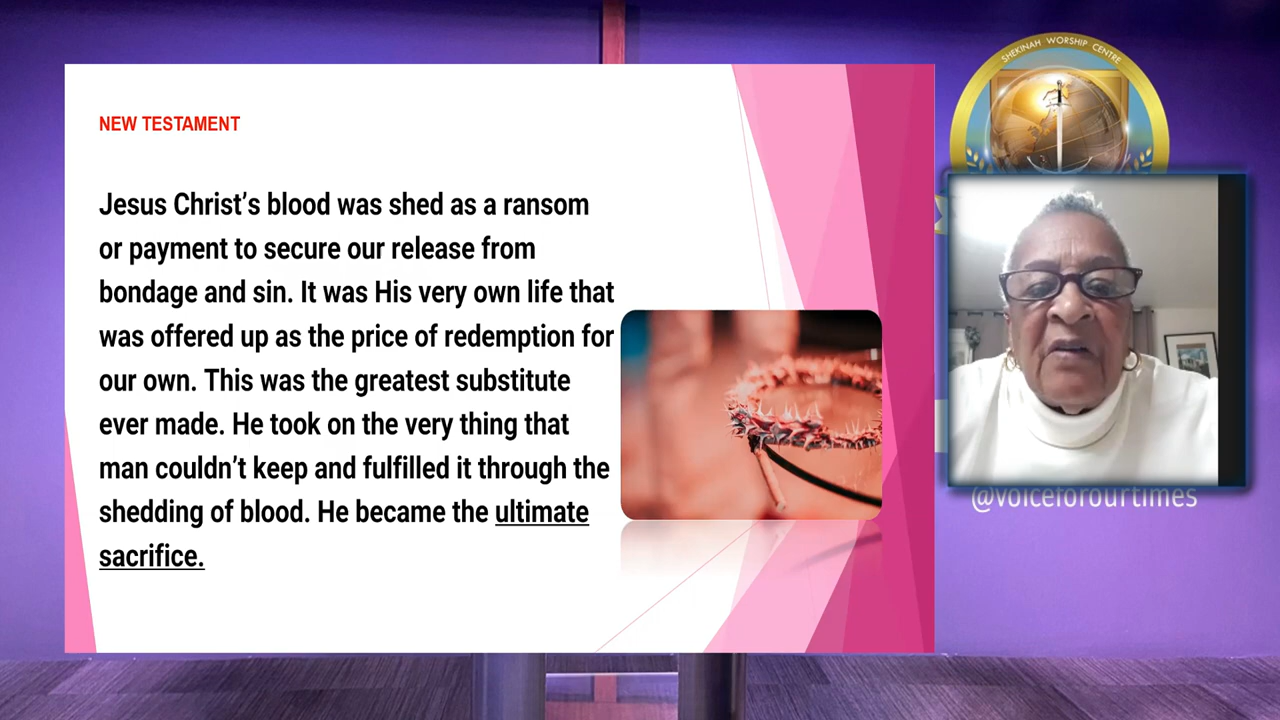 SHEKINAH WORSHIP CENTRE
NEW TESTAMENT
Jesus Christ’s blood was shed as a ransom
or payment to secure our release from
bondage and sin. It was His very own life that
was offered up as the price of redemption for
our own. This was the greatest substitute
ever made. He took on the very thing that
man couldn’t keep and fulfilled it through the
shedding of blood. He became the ultimate
sacrifice.
@voiceforourtimes